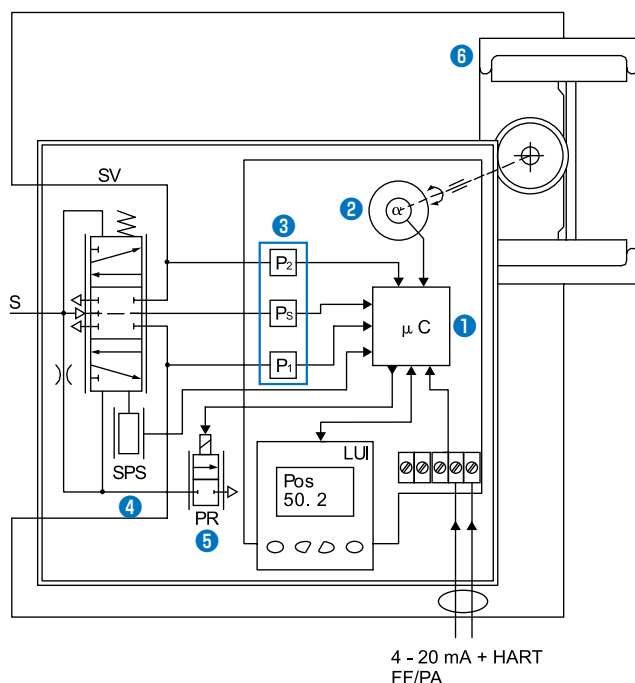 6
SV
2
α
3
P2
S
PS
μ C
1
P1
LUI
SPS
Pos
50. 2
4
PR
5
4 - 20 mA + HART
FF/PA